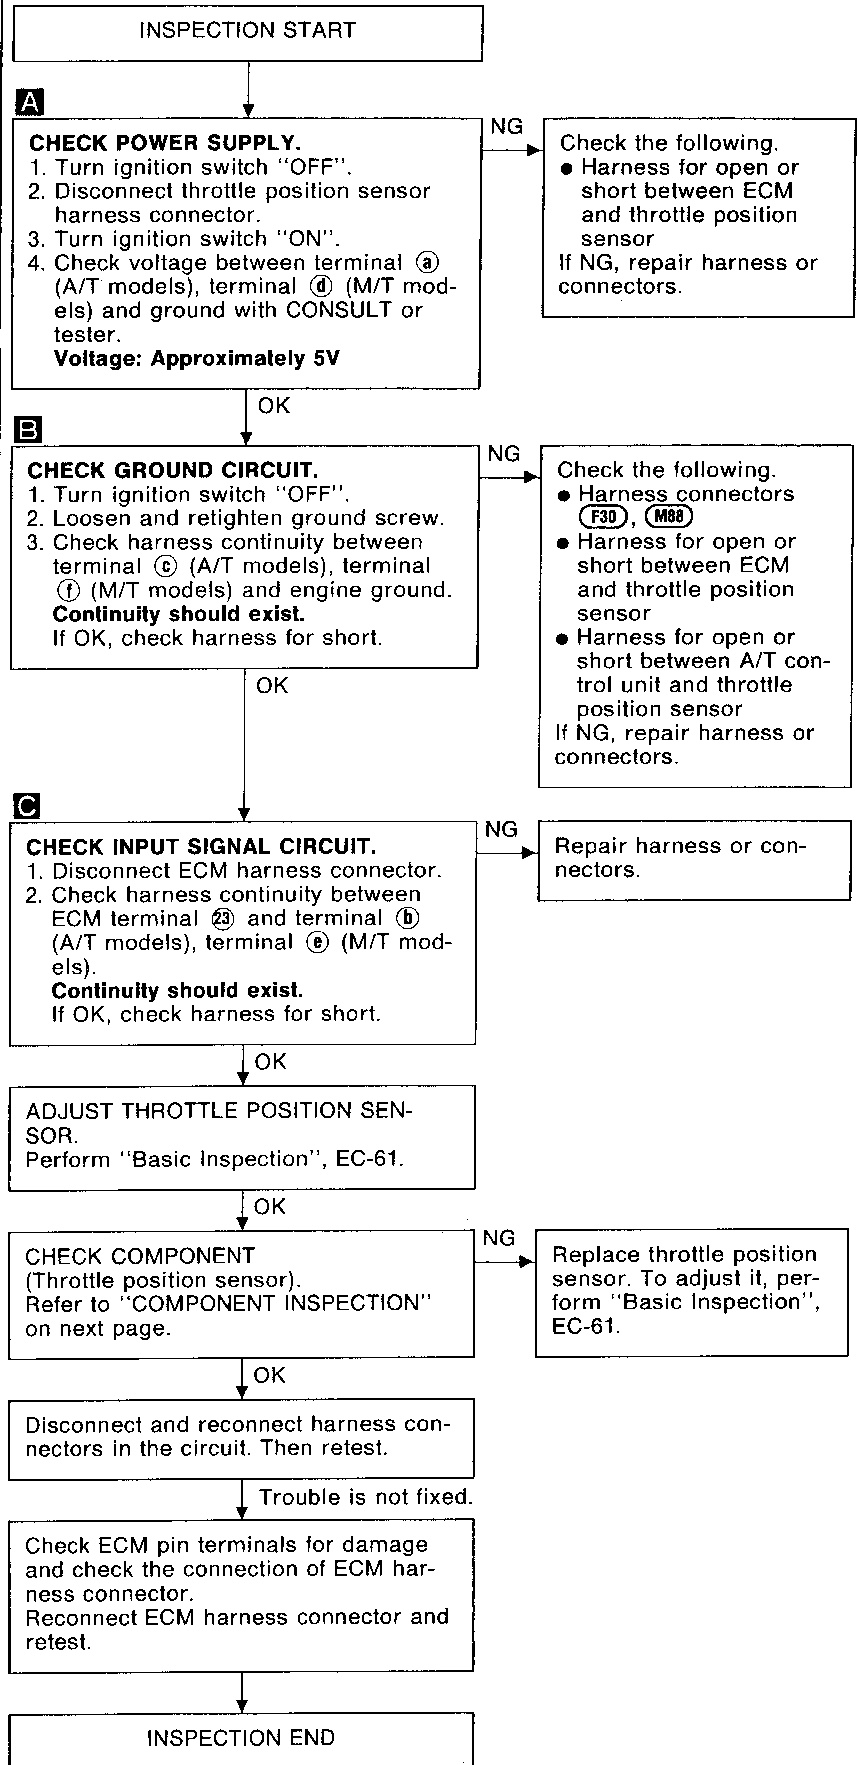 INSPECTION START
A
CHECK POWER SUPPLY.
1. Turn ignition switch "OFF".
2. Disconnect throttle position sensor
harness connector.
3. Turn ignition switch "ON".
4. Check voltage between terminal ⓐ
(A/T models), terminal ⓓ (M/T mod-
els) and ground with CONSULT or
tester.
Voltage: Approximately 5V
NG
Check the following.
● Harness for open or
short between ECM
and throttle position
sensor
If NG, repair harness or
connectors.
OK
B
CHECK GROUND CIRCUIT.
1. Turn ignition switch "OFF".
2. Loosen and retighten ground screw.
3. Check harness continuity between
terminal ⓒ (A/T models), terminal
ⓕ (M/T models) and engine ground.
Continuity should exist.
If OK, check harness for short.
NG
Check the following.
● Harness connectors
F30, M88
● Harness for open or
short between ECM
and throttle position
sensor
● Harness for open or
short between A/T con-
trol unit and throttle
position sensor
If NG, repair harness or
connectors.
OK
C
CHECK INPUT SIGNAL CIRCUIT.
1. Disconnect ECM harness connector.
2. Check harness continuity between
ECM terminal ㉓ and terminal ⓑ
(A/T models), terminal ⓔ (M/T mod-
els).
Continuity should exist.
If OK, check harness for short.
NG
Repair harness or con-
nectors.
OK
ADJUST THROTTLE POSITION SEN-
SOR.
Perform "Basic Inspection", EC-61.
OK
CHECK COMPONENT
(Throttle position sensor).
Refer to "COMPONENT INSPECTION"
on next page.
NG
Replace throttle position
sensor. To adjust it, per-
form "Basic Inspection",
EC-61.
OK
Disconnect and reconnect harness con-
nectors in the circuit. Then retest.
Trouble is not fixed.
Check ECM pin terminals for damage
and check the connection of ECM har-
ness connector.
Reconnect ECM harness connector and
retest.
INSPECTION END